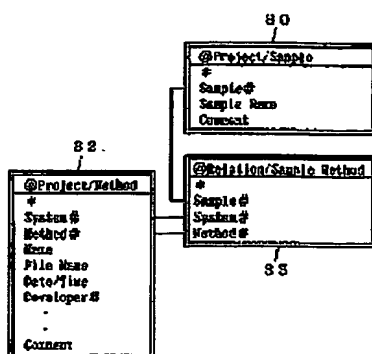 80
@Project/Sample
*
Sample#
Sample Name
Comment
82.
@Project/Method
*
System#
Method#
Name
File Name
Date/Time
Developer#
.
.
Comment
@Relation/Sample Method
*
Sample#
System#
Method#
83